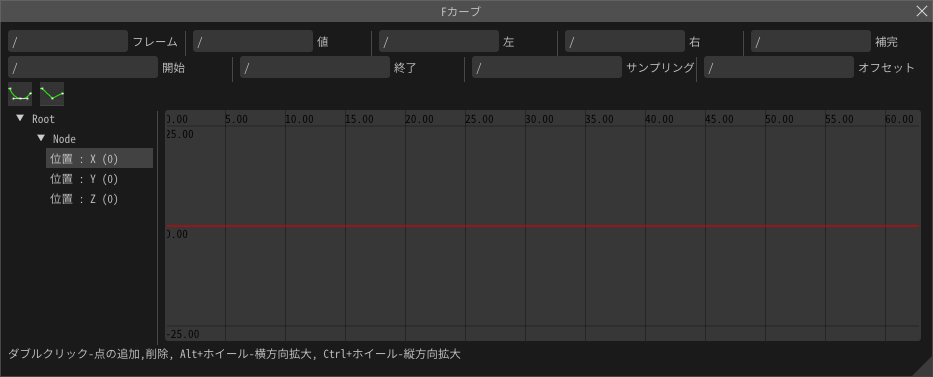 Fカーブ
/ フレーム / 値 / 左 / 右 / 補完
/ 開始 / 終了 / サンプリング / オフセット
Root
Node
位置 : X (0)
位置 : Y (0)
位置 : Z (0)
0.00 5.00 10.00 15.00 20.00 25.00 30.00 35.00 40.00 45.00 50.00 55.00 60.00
25.00
0.00
-25.00
ダブルクリック-点の追加,削除, Alt+ホイール-横方向拡大, Ctrl+ホイール-縦方向拡大